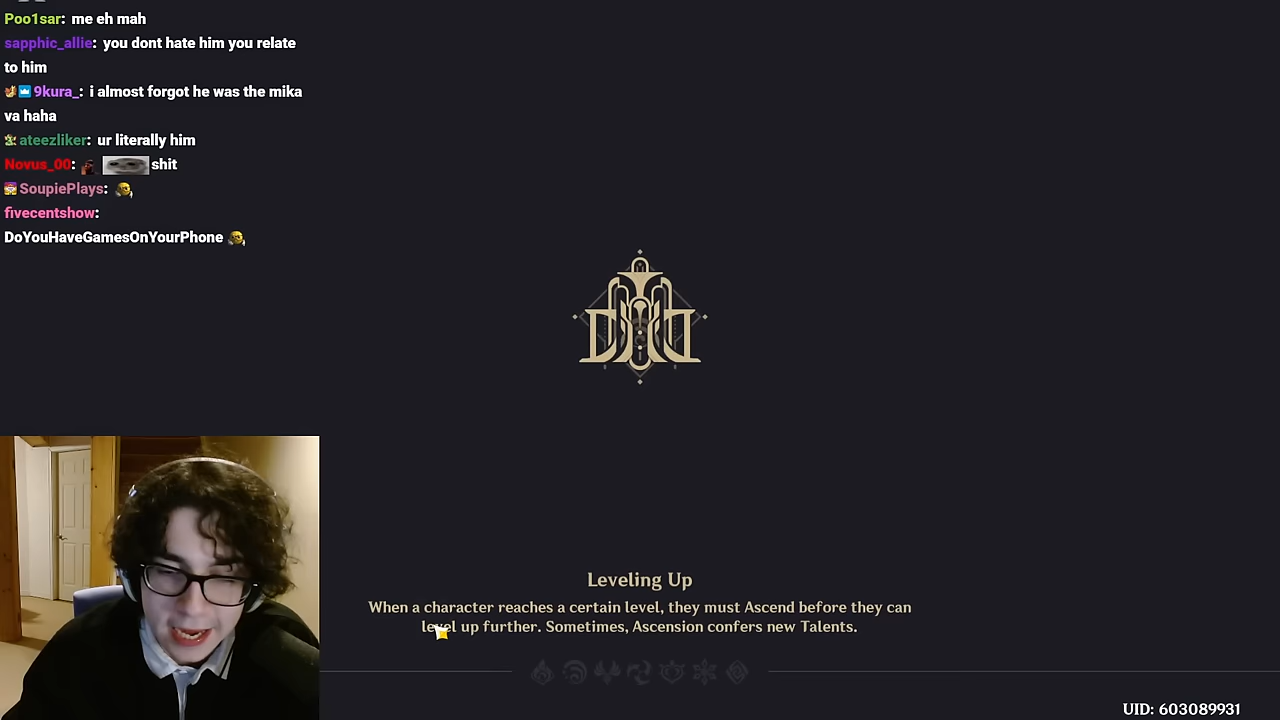 Poo1sar: me eh mah
sapphic_allie: you dont hate him you relate
to him
9kura_: i almost forgot he was the mika
va haha
ateezliker: ur literally him
Novus_00: shit
SoupiePlays:
fivecentshow:
DoYouHaveGamesOnYourPhone
Leveling Up
When a character reaches a certain level, they must Ascend before they can
level up further. Sometimes, Ascension confers new Talents.
UID: 603089931